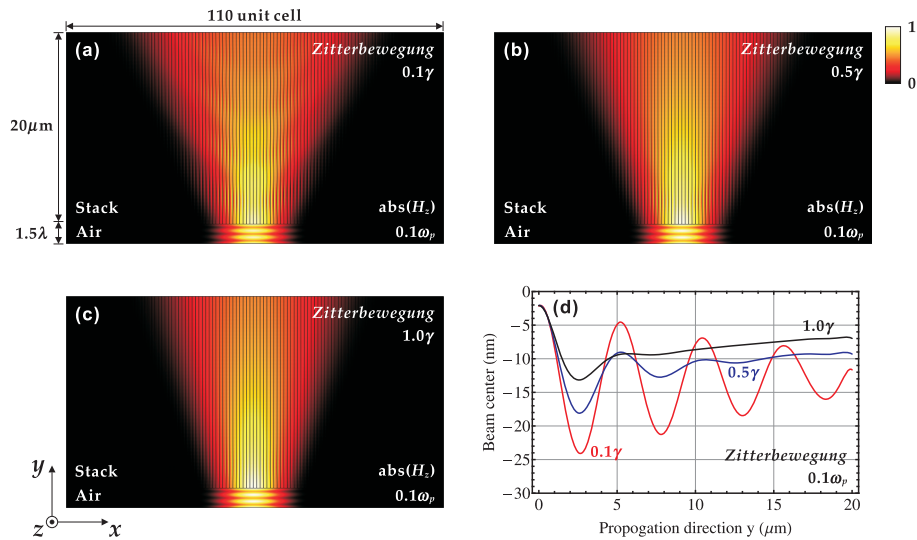 110 unit cell
(a)
Zitterbewegung
0.1γ
20μm
Stack
abs(H_z)
1.5λ
Air
0.1ω_p
(b)
Zitterbewegung
0.5γ
Stack
abs(H_z)
Air
0.1ω_p
1
0
(c)
Zitterbewegung
1.0γ
y
Stack
abs(H_z)
Air
0.1ω_p
z
x
(d)
0
−5
−10
−15
−20
−25
−30
Beam center (nm)
1.0γ
0.5γ
0.1γ
Zitterbewegung
0.1ω_p
0 5 10 15 20
Propogation direction y (μm)